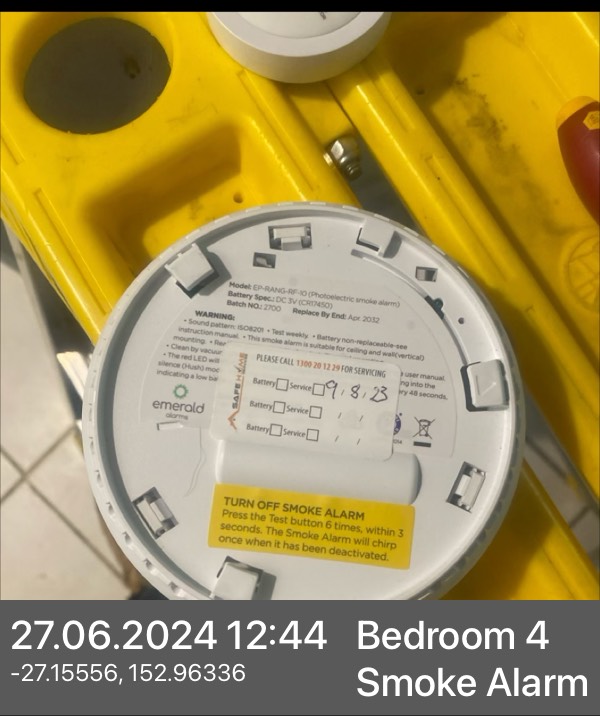 Model: EP-RANG-RF-10 (Photoelectric smoke alarm)
Battery Spec.: DC 3V (CR17450)
Batch NO.: 2700 Replace By End: Apr. 2032
WARNING:
• Sound pattern: ISO8201 • Test weekly • Battery non-replaceable-see
instruction manual. • This smoke alarm is suitable for ceiling and wall(vertical)
mounting. user manual.
• Clean by ing into the
• The red LED will ry 48 seconds,
silence (Hush) mod
indicating a low ba
emerald
alarms
SAFE HOME
PLEASE CALL 1300 20 12 29 FOR SERVICING
Battery Service 9 / 8 / 23
Battery Service / /
Battery Service / /
TURN OFF SMOKE ALARM
Press the Test button 6 times, within 3
seconds. The Smoke Alarm will chirp
once when it has been deactivated.
27.06.2024 12:44 Bedroom 4
-27.15556, 152.96336 Smoke Alarm